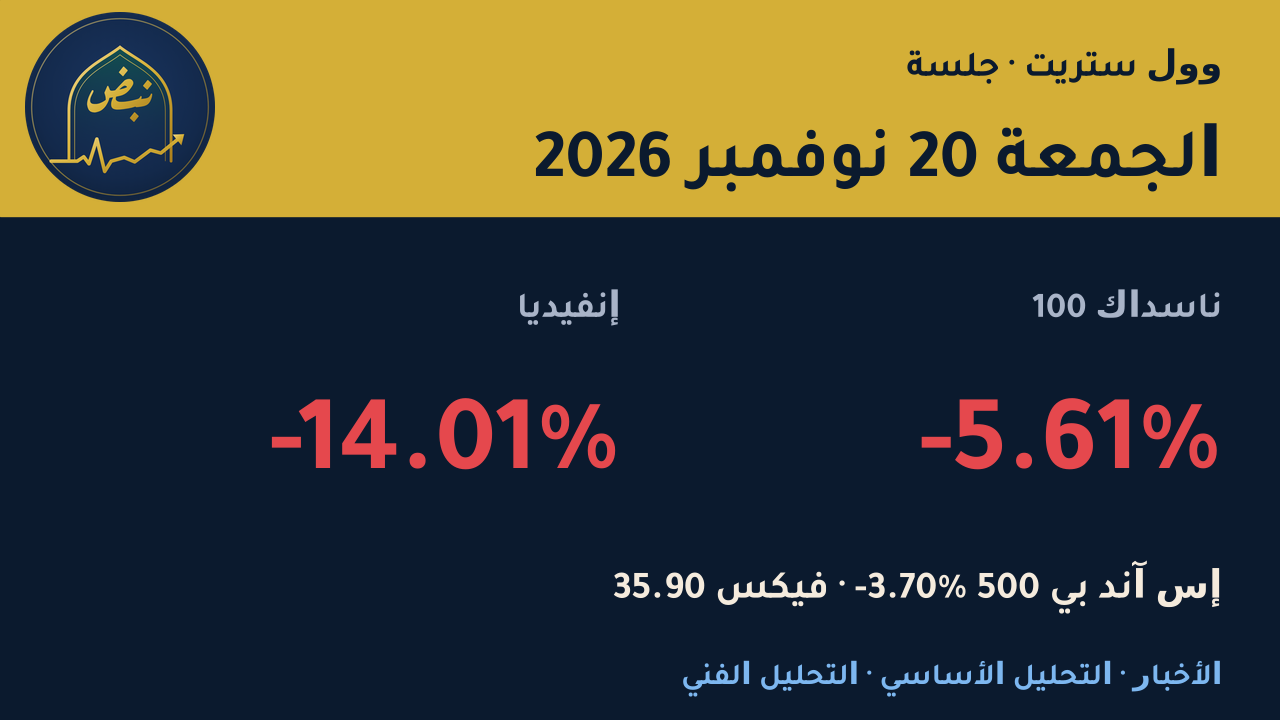 نبض
وول ستريت · جلسة
الجمعة 20 نوفمبر 2026
ناسداك 100
-5.61%
إنفيديا
-14.01%
إس آند بي 500 -3.70% · فيكس 35.90
الأخبار · التحليل الأساسي · التحليل الفني